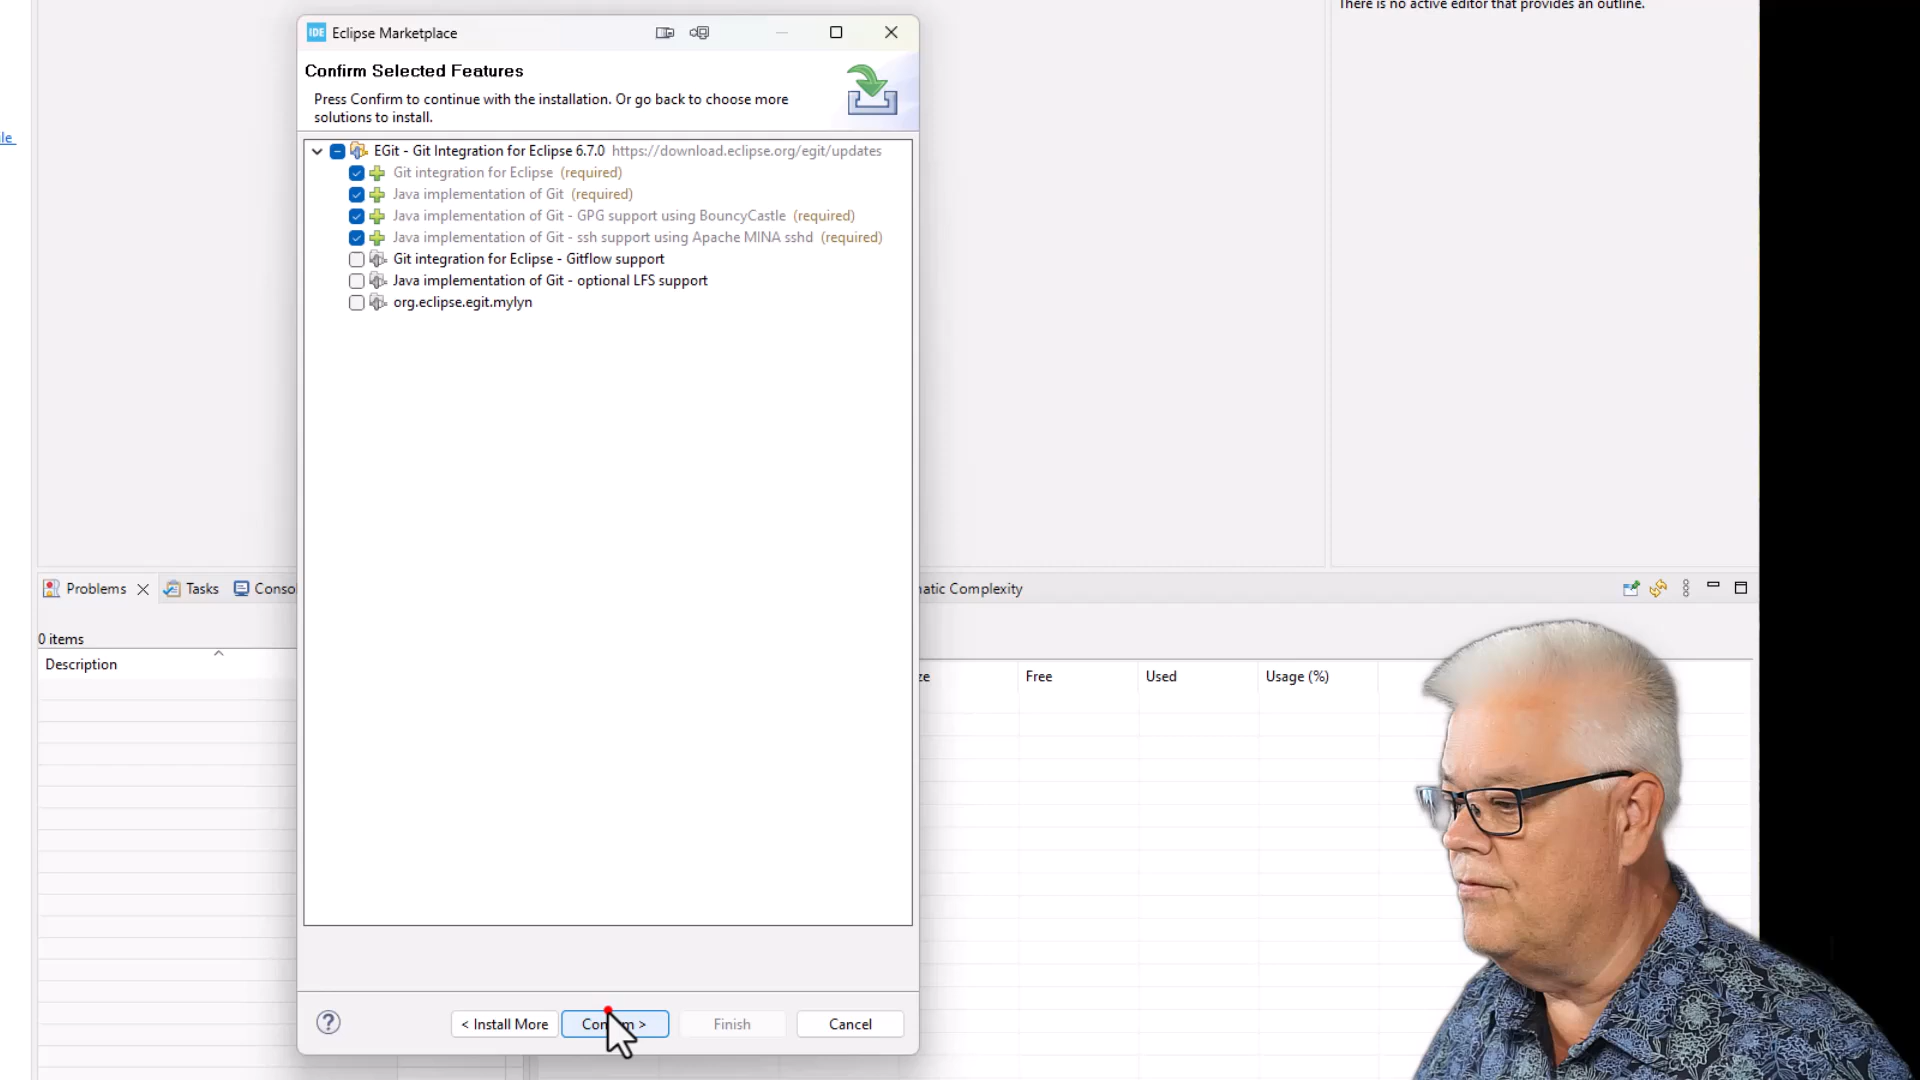 There is no active editor that provides an outline.
IDE Eclipse Marketplace
Confirm Selected Features
Press Confirm to continue with the installation. Or go back to choose more
solutions to install.
EGit - Git Integration for Eclipse 6.7.0 https://download.eclipse.org/egit/updates
Git integration for Eclipse (required)
Java implementation of Git (required)
Java implementation of Git - GPG support using BouncyCastle (required)
Java implementation of Git - ssh support using Apache MINA sshd (required)
Git integration for Eclipse - Gitflow support
Java implementation of Git - optional LFS support
org.eclipse.egit.mylyn
Problems Tasks Conso
matic Complexity
0 items
Description
ze Free Used Usage (%)
? < Install More Finish Cancel